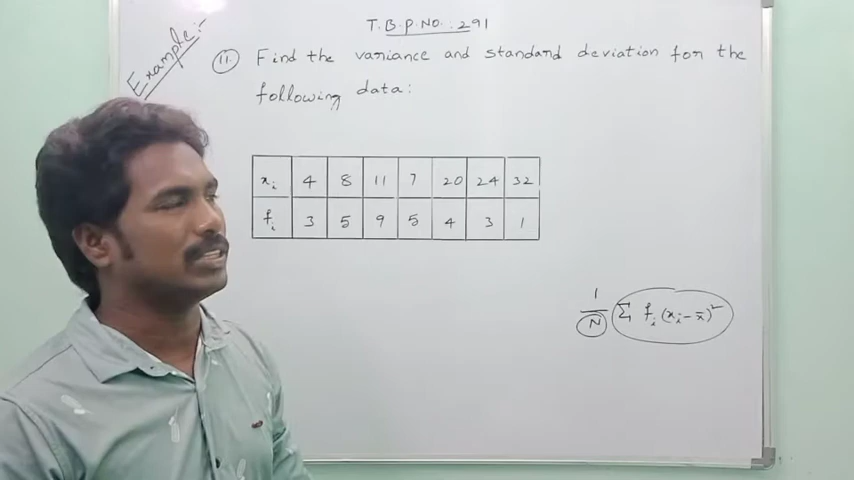 T.B.P.NO.:291
Example:-
11. Find the variance and standard deviation for the
following data:
xᵢ 4 8 11 7 20 24 32
fᵢ 3 5 9 5 4 3 1
1/N Σ fᵢ (xᵢ - x̄)²